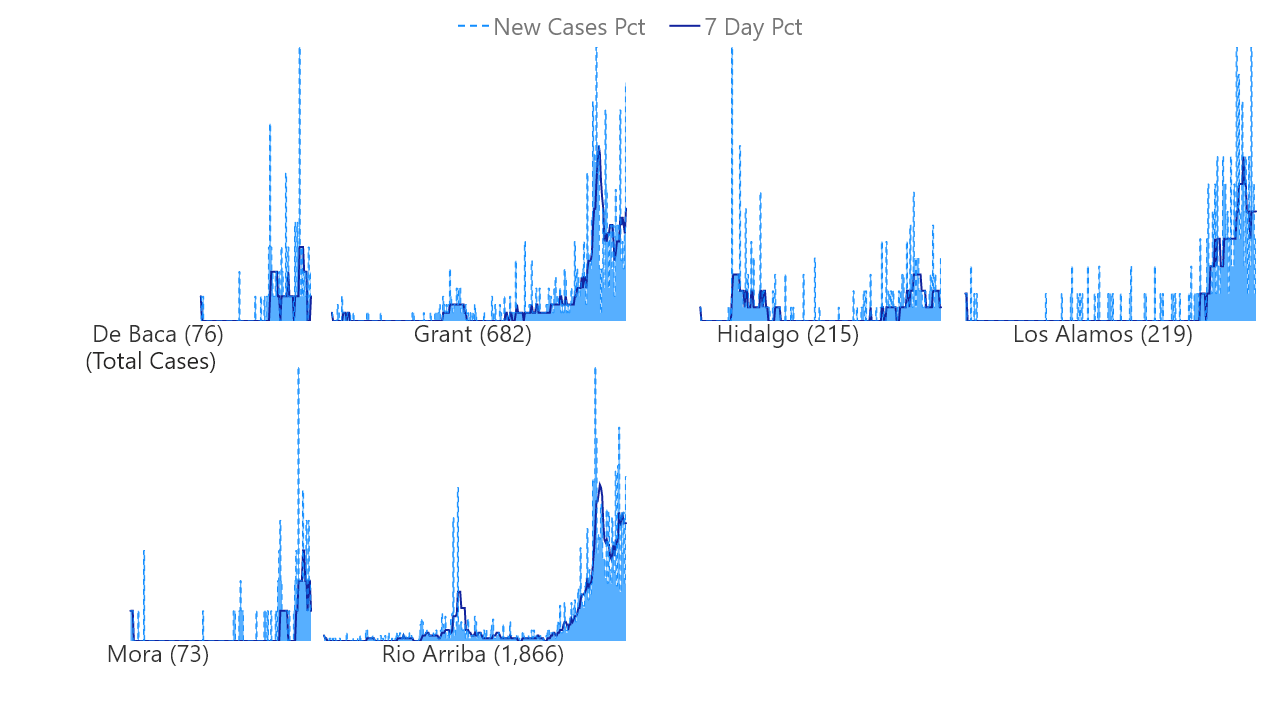 New Cases Pct 7 Day Pct
De Baca (76) Grant (682) Hidalgo (215) Los Alamos (219)
(Total Cases)
Mora (73) Rio Arriba (1,866)